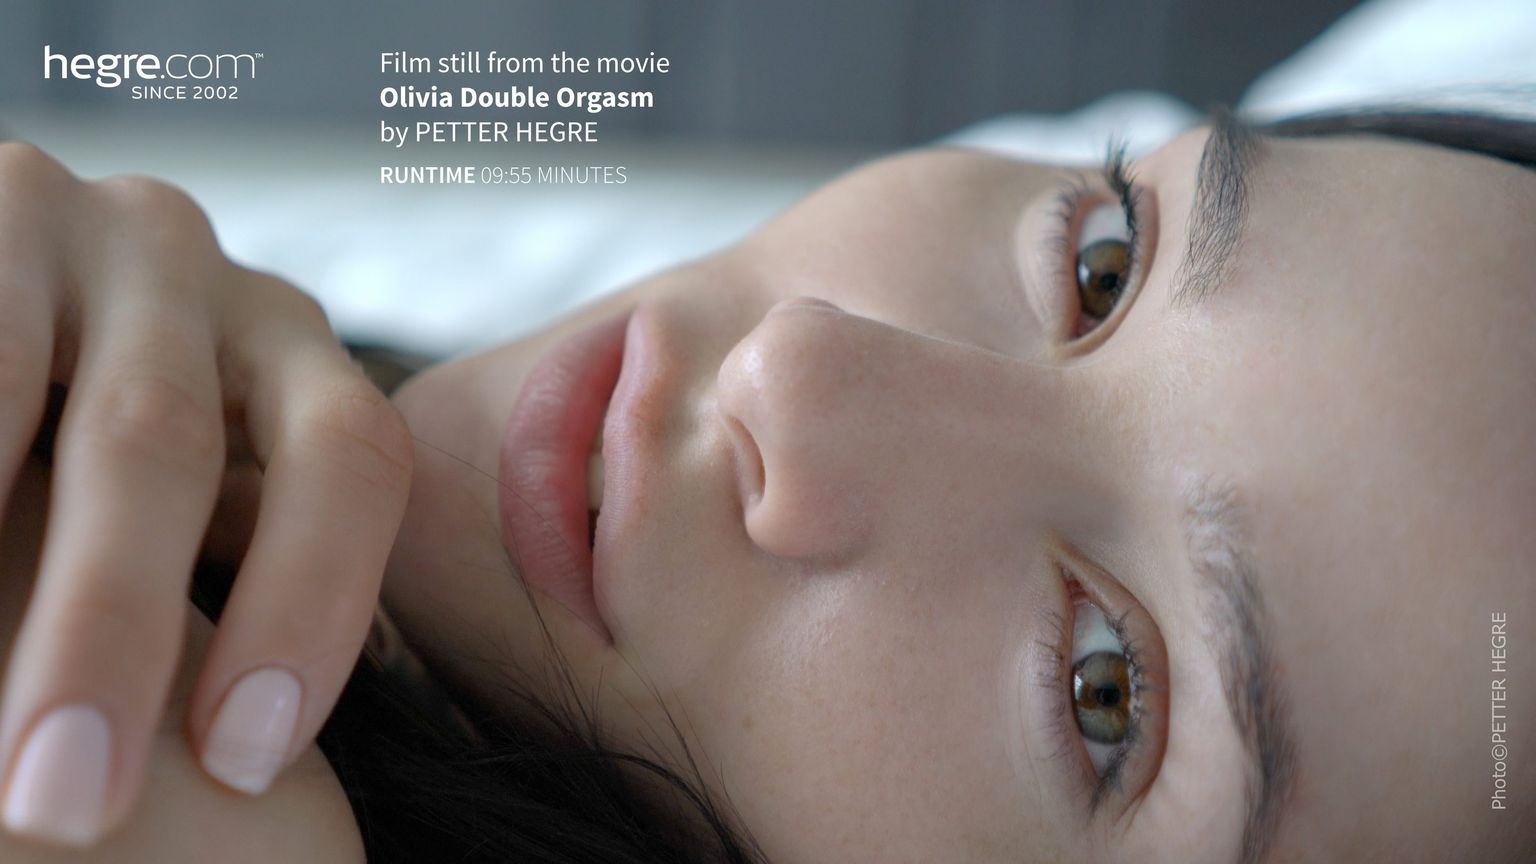 hegre.com™
SINCE 2002
Film still from the movie
Olivia Double Orgasm
by PETTER HEGRE
RUNTIME 09:55 MINUTES
Photo©PETTER HEGRE